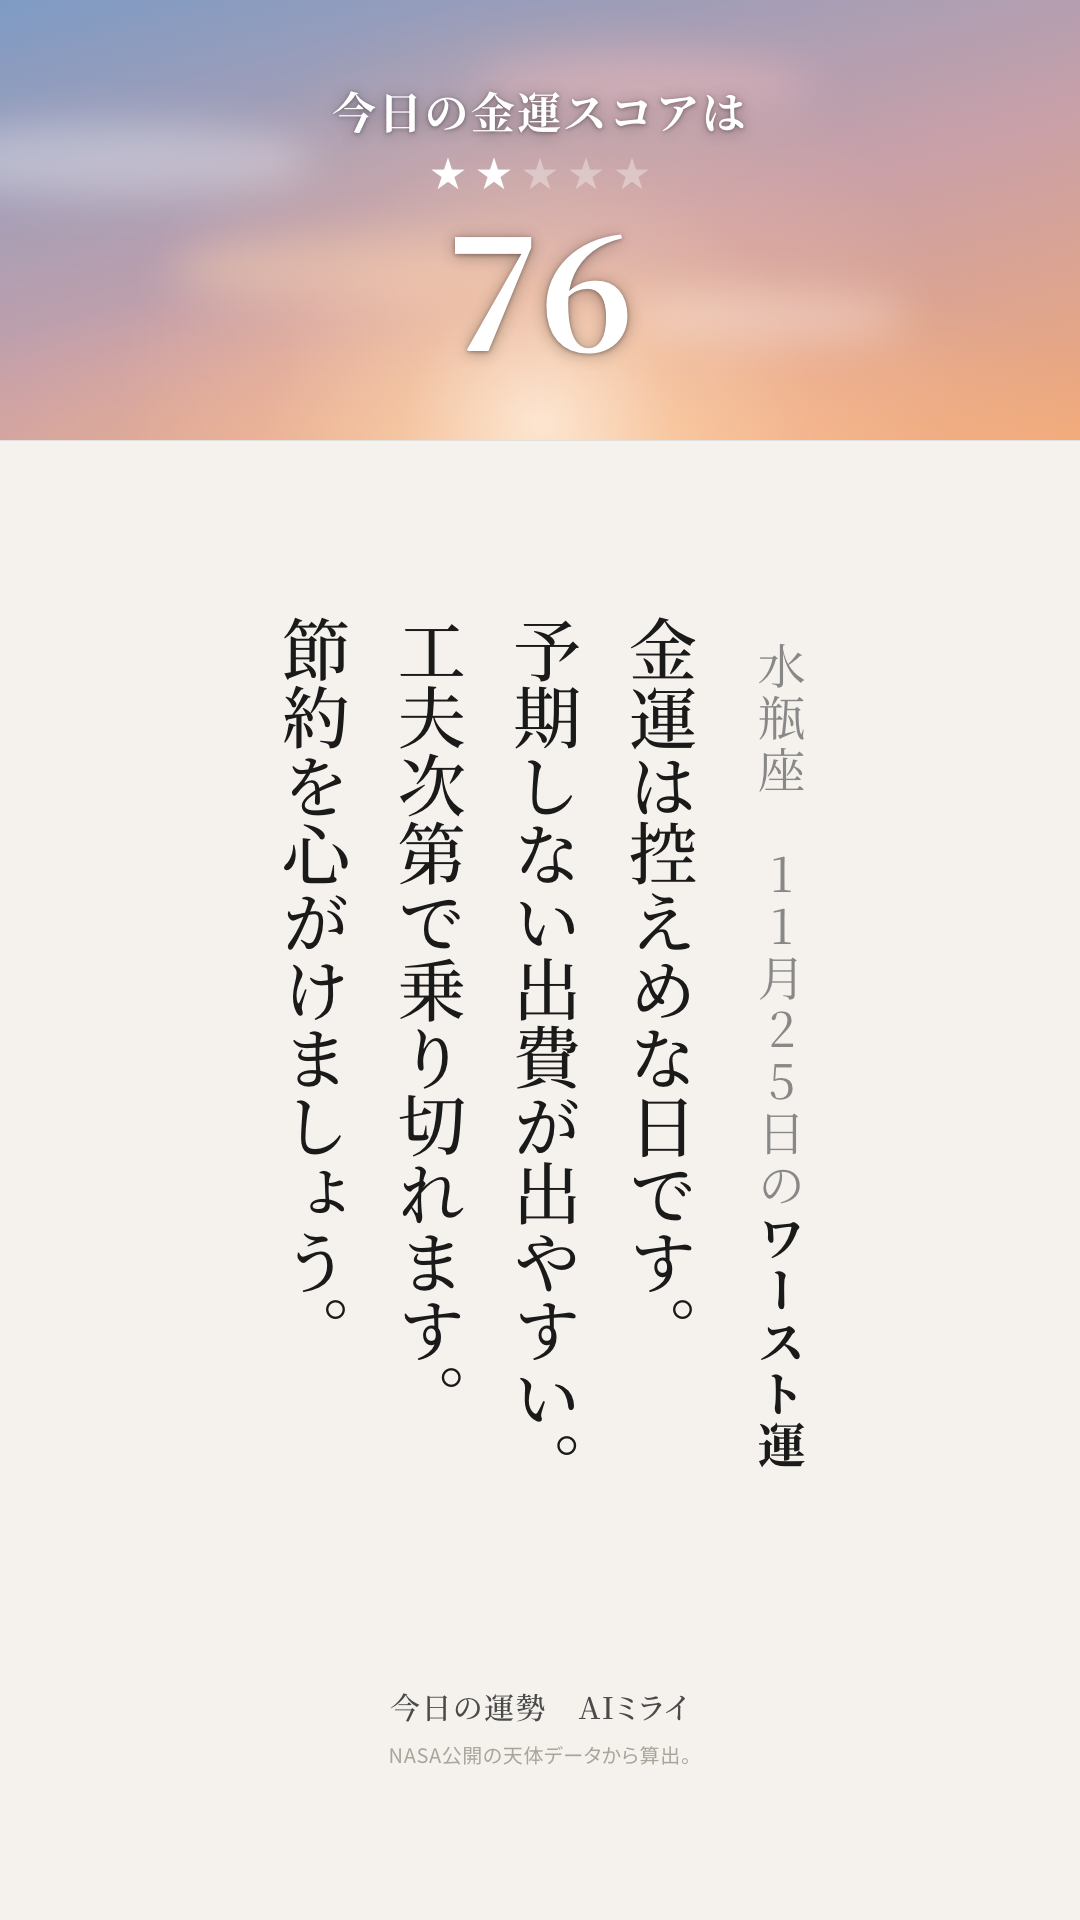 今日の金運スコアは
★★★★★
76
水瓶座　11月25日のワースト運
金運は控えめな日です。
予期しない出費が出やすい。
工夫次第で乗り切れます。
節約を心がけましょう。
今日の運勢　AIミライ
NASA公開の天体データから算出。